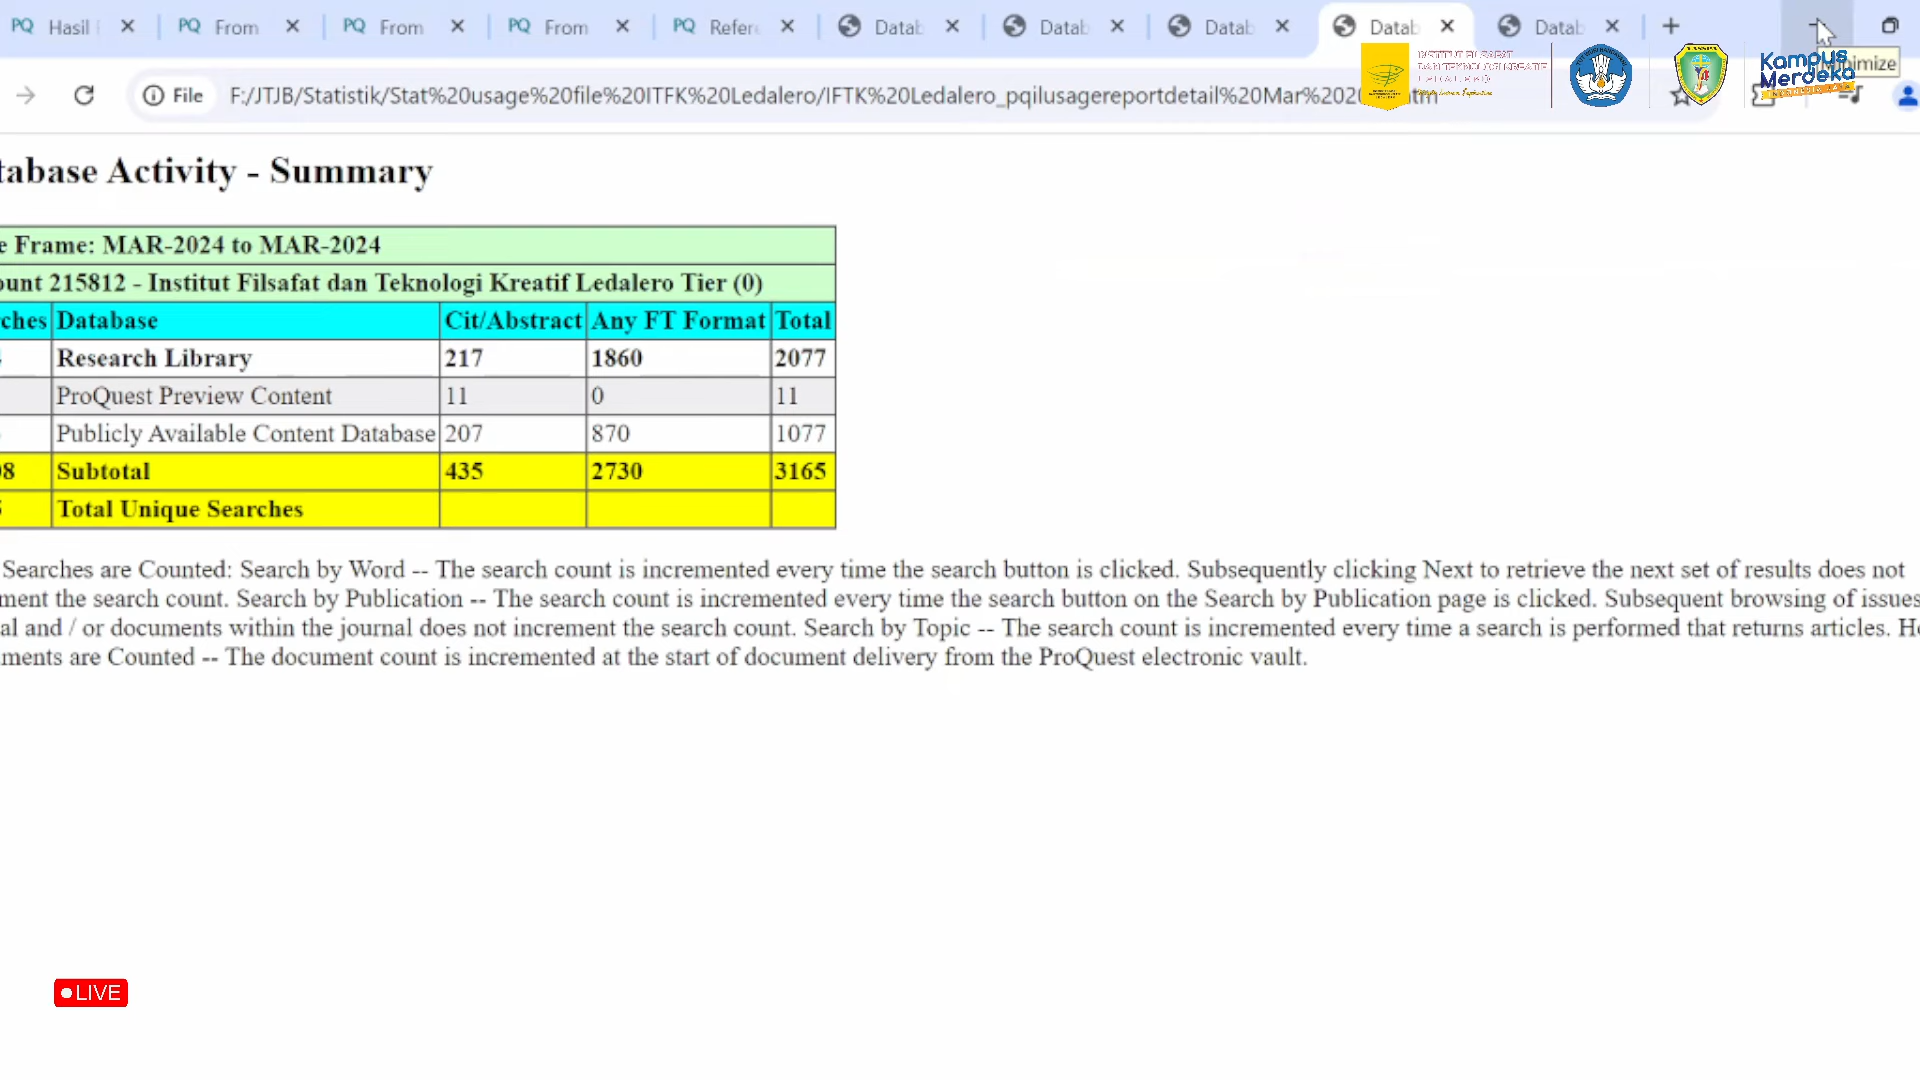 PQ Hasil
PQ From
PQ From
PQ From
PQ Refer
Datab
Datab
Datab
Datab
Datab
File
F:/JTJB/Statistik/Stat%20usage%20file%20ITFK%20Ledalero/IFTK%20Ledalero_pqilusagereportdetail%20Mar%202
Kampus
Merdeka
tabase Activity - Summary
e Frame: MAR-2024 to MAR-2024
ount 215812 - Institut Filsafat dan Teknologi Kreatif Ledalero Tier (0)
ches Database Cit/Abstract Any FT Format Total
Research Library 217 1860 2077
ProQuest Preview Content 11 0 11
Publicly Available Content Database 207 870 1077
8 Subtotal 435 2730 3165
Total Unique Searches
Searches are Counted: Search by Word -- The search count is incremented every time the search button is clicked. Subsequently clicking Next to retrieve the next set of results does not
ment the search count. Search by Publication -- The search count is incremented every time the search button on the Search by Publication page is clicked. Subsequent browsing of issues
al and / or documents within the journal does not increment the search count. Search by Topic -- The search count is incremented every time a search is performed that returns articles. H
ments are Counted -- The document count is incremented at the start of document delivery from the ProQuest electronic vault.
LIVE